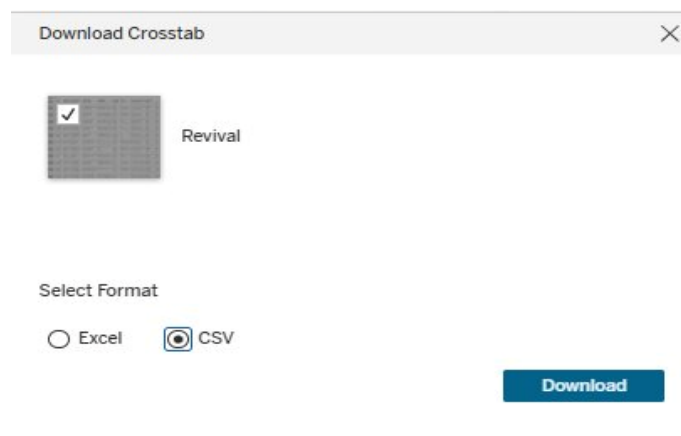 Download Crosstab
Revival
Select Format
Excel CSV
Download